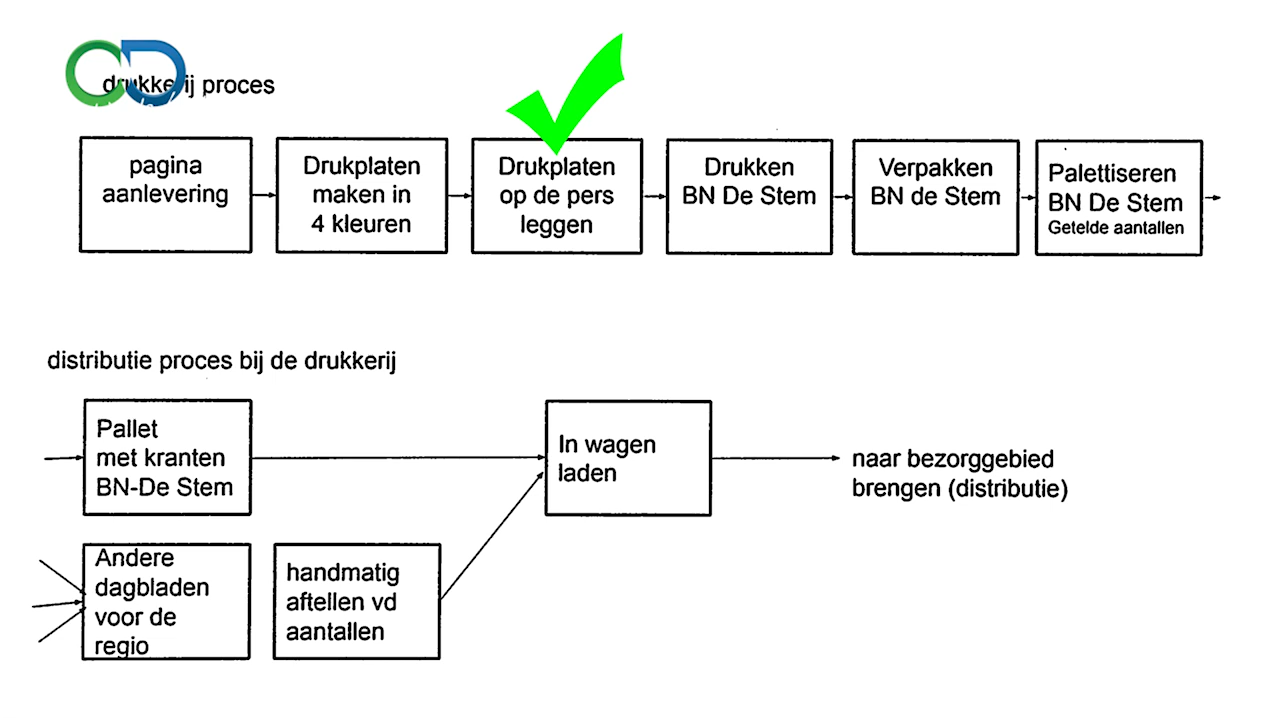 drukkerij proces
pagina
aanlevering
Drukplaten
maken in
4 kleuren
Drukplaten
op de pers
leggen
Drukken
BN De Stem
Verpakken
BN de Stem
Palettiseren
BN De Stem
Getelde aantallen
distributie proces bij de drukkerij
Pallet
met kranten
BN-De Stem
In wagen
laden
naar bezorggebied
brengen (distributie)
Andere
dagbladen
voor de
regio
handmatig
aftellen vd
aantallen